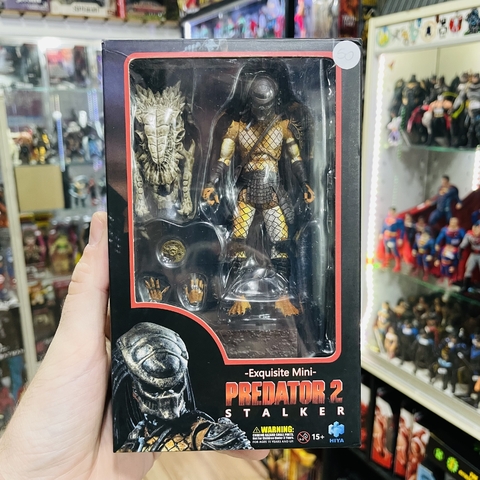 -Exquisite Mini-
PREDATOR 2
STALKER
WARNING:
15+
HIYA